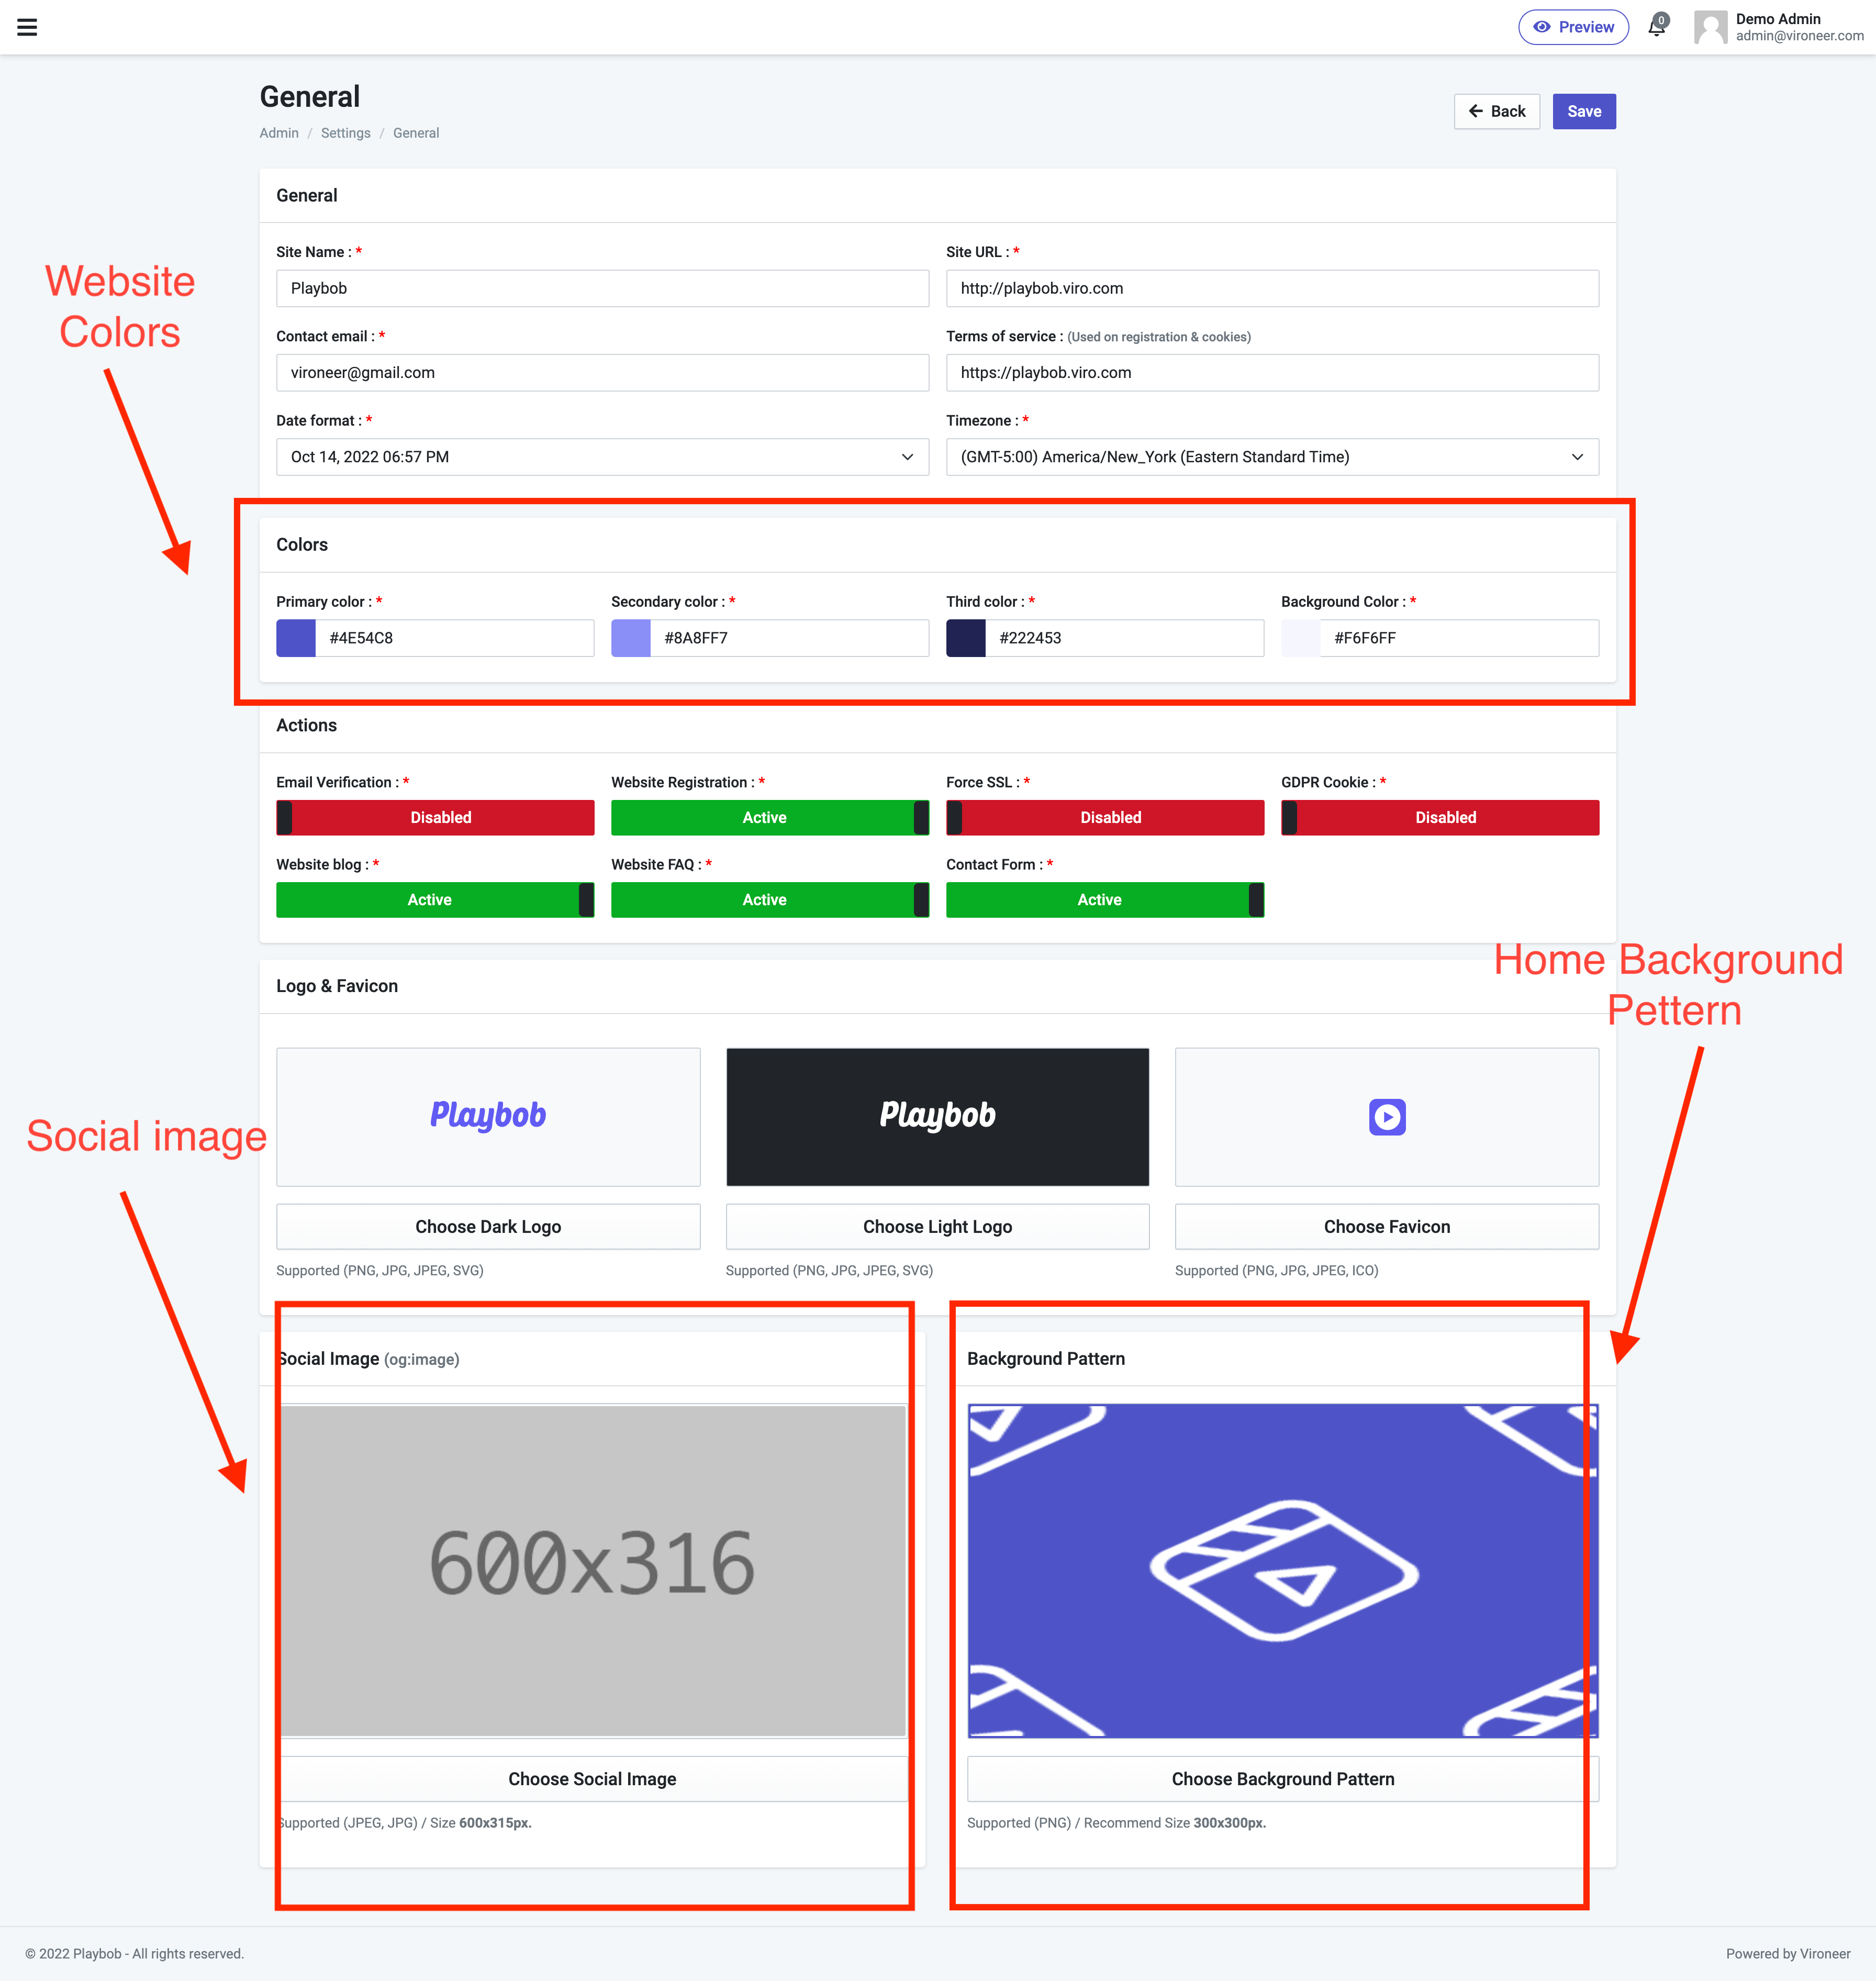 Preview
0
Demo Admin
admin@vironeer.com
General
Admin / Settings / General
Back
Save
General
Site Name : *
Site URL : *
Playbob
http://playbob.viro.com
Contact email : *
Terms of service : (Used on registration & cookies)
vironeer@gmail.com
https://playbob.viro.com
Date format : *
Timezone : *
Oct 14, 2022 06:57 PM
(GMT-5:00) America/New_York (Eastern Standard Time)
Website
Colors
Colors
Primary color : *
Secondary color : *
Third color : *
Background Color : *
#4E54C8
#8A8FF7
#222453
#F6F6FF
Actions
Email Verification : *
Website Registration : *
Force SSL : *
GDPR Cookie : *
Disabled
Active
Disabled
Disabled
Website blog : *
Website FAQ : *
Contact Form : *
Active
Active
Active
Home Background
Pettern
Logo & Favicon
Playbob
Playbob
Social image
Choose Dark Logo
Choose Light Logo
Choose Favicon
Supported (PNG, JPG, JPEG, SVG)
Supported (PNG, JPG, JPEG, SVG)
Supported (PNG, JPG, JPEG, ICO)
Social Image (og:image)
Background Pattern
600x316
Choose Social Image
Choose Background Pattern
Supported (JPEG, JPG) / Size 600x315px.
Supported (PNG) / Recommend Size 300x300px.
© 2022 Playbob - All rights reserved.
Powered by Vironeer